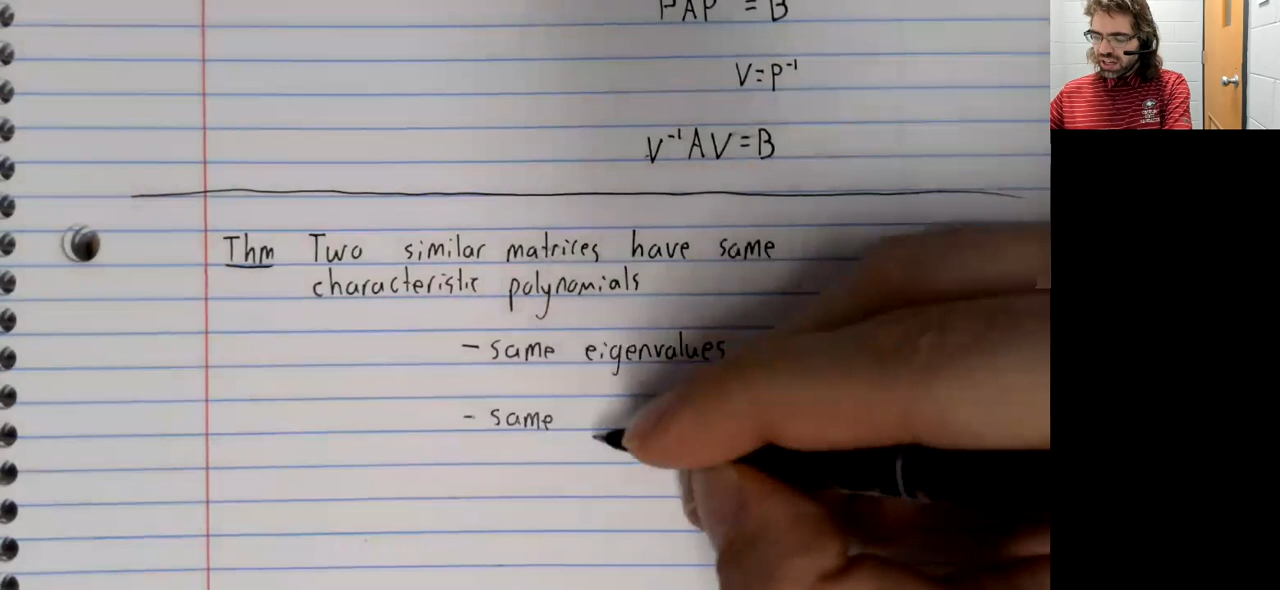 PAP = B
V=P⁻¹
V⁻¹AV=B
Thm Two similar matrices have same
characteristic polynomials
- same eigenvalues
- same